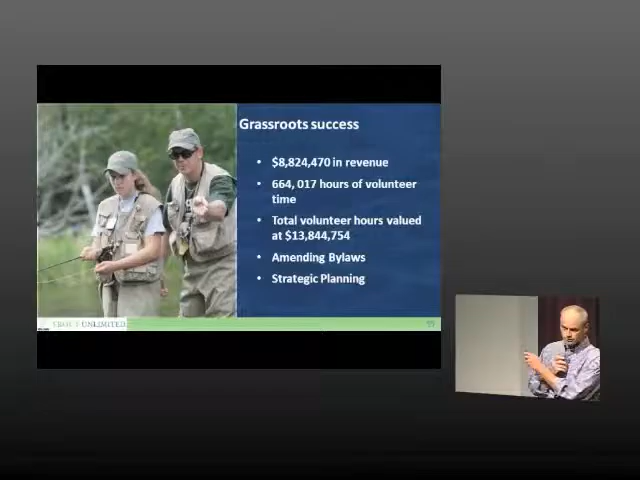 Grassroots success
• $8,824,470 in revenue
• 664, 017 hours of volunteer
time
• Total volunteer hours valued
at $13,844,754
• Amending Bylaws
• Strategic Planning
TROUT UNLIMITED